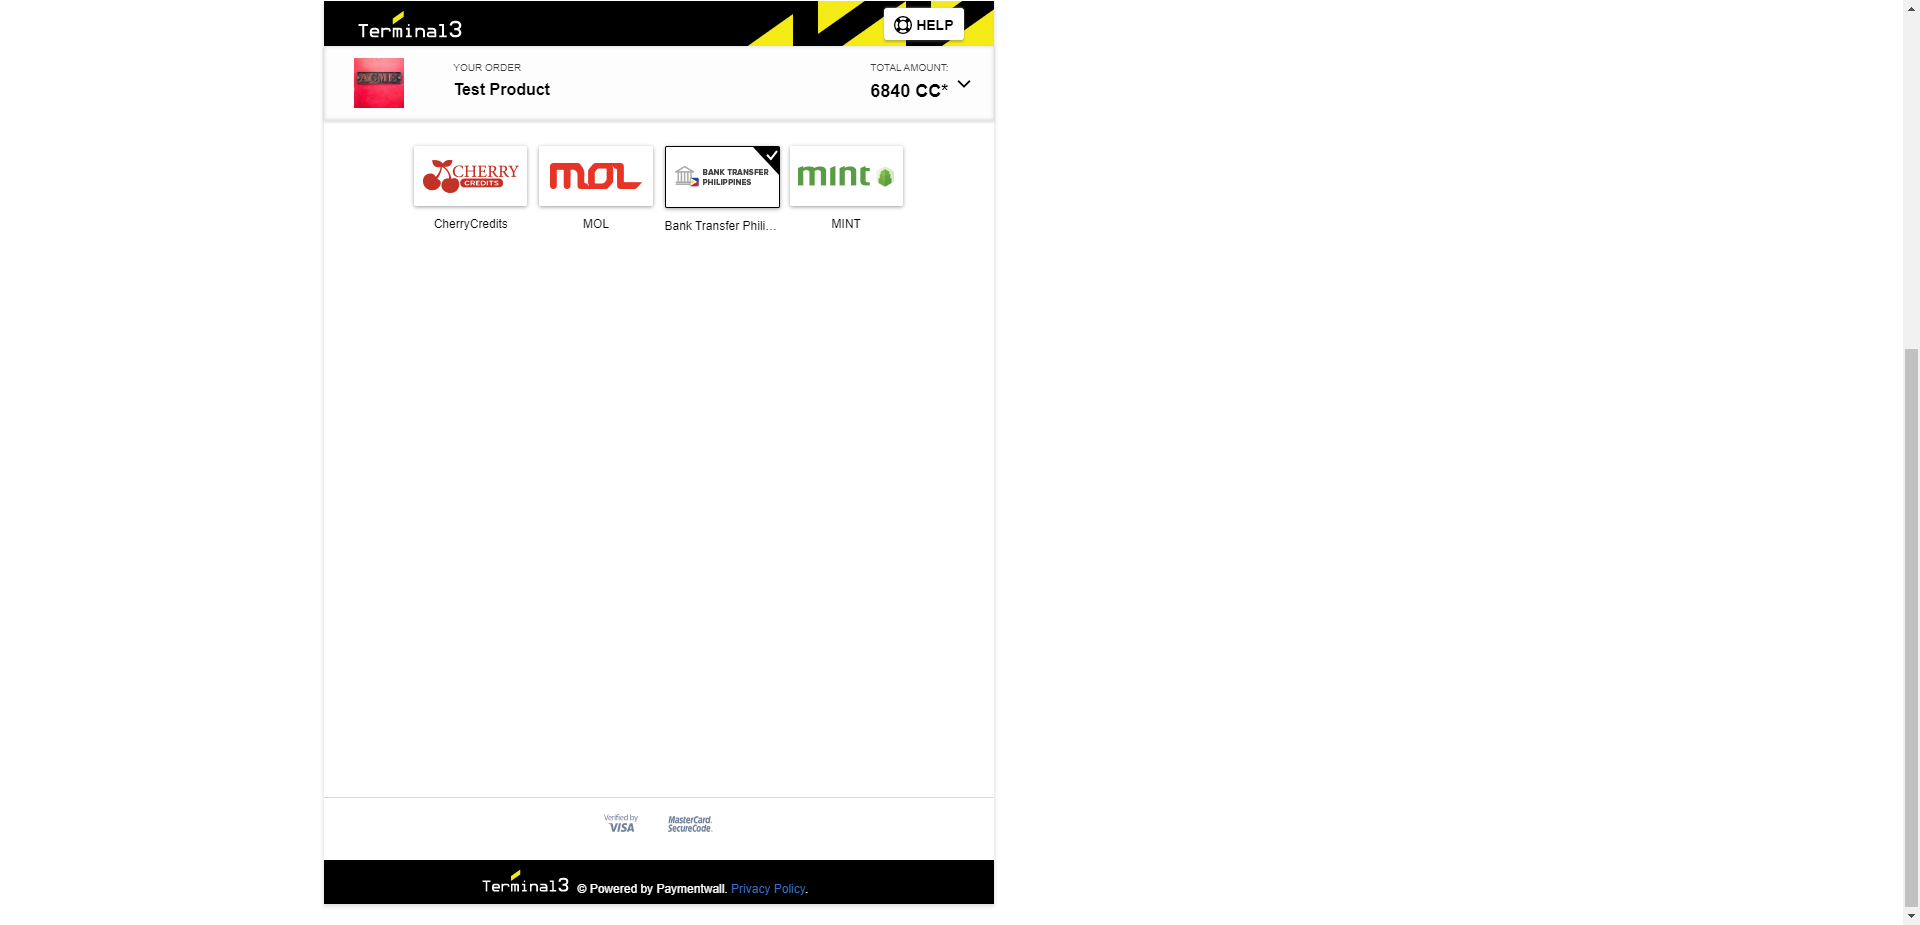 Terminal3
HELP
YOUR ORDER
Test Product
TOTAL AMOUNT:
6840 CC*
ACME
CHERRY
CREDITS
MOL
BANK TRANSFER
PHILIPPINES
mint
CherryCredits
MOL
Bank Transfer Phili...
MINT
Verified by
VISA
MasterCard.
SecureCode.
Terminal3 © Powered by Paymentwall. Privacy Policy.